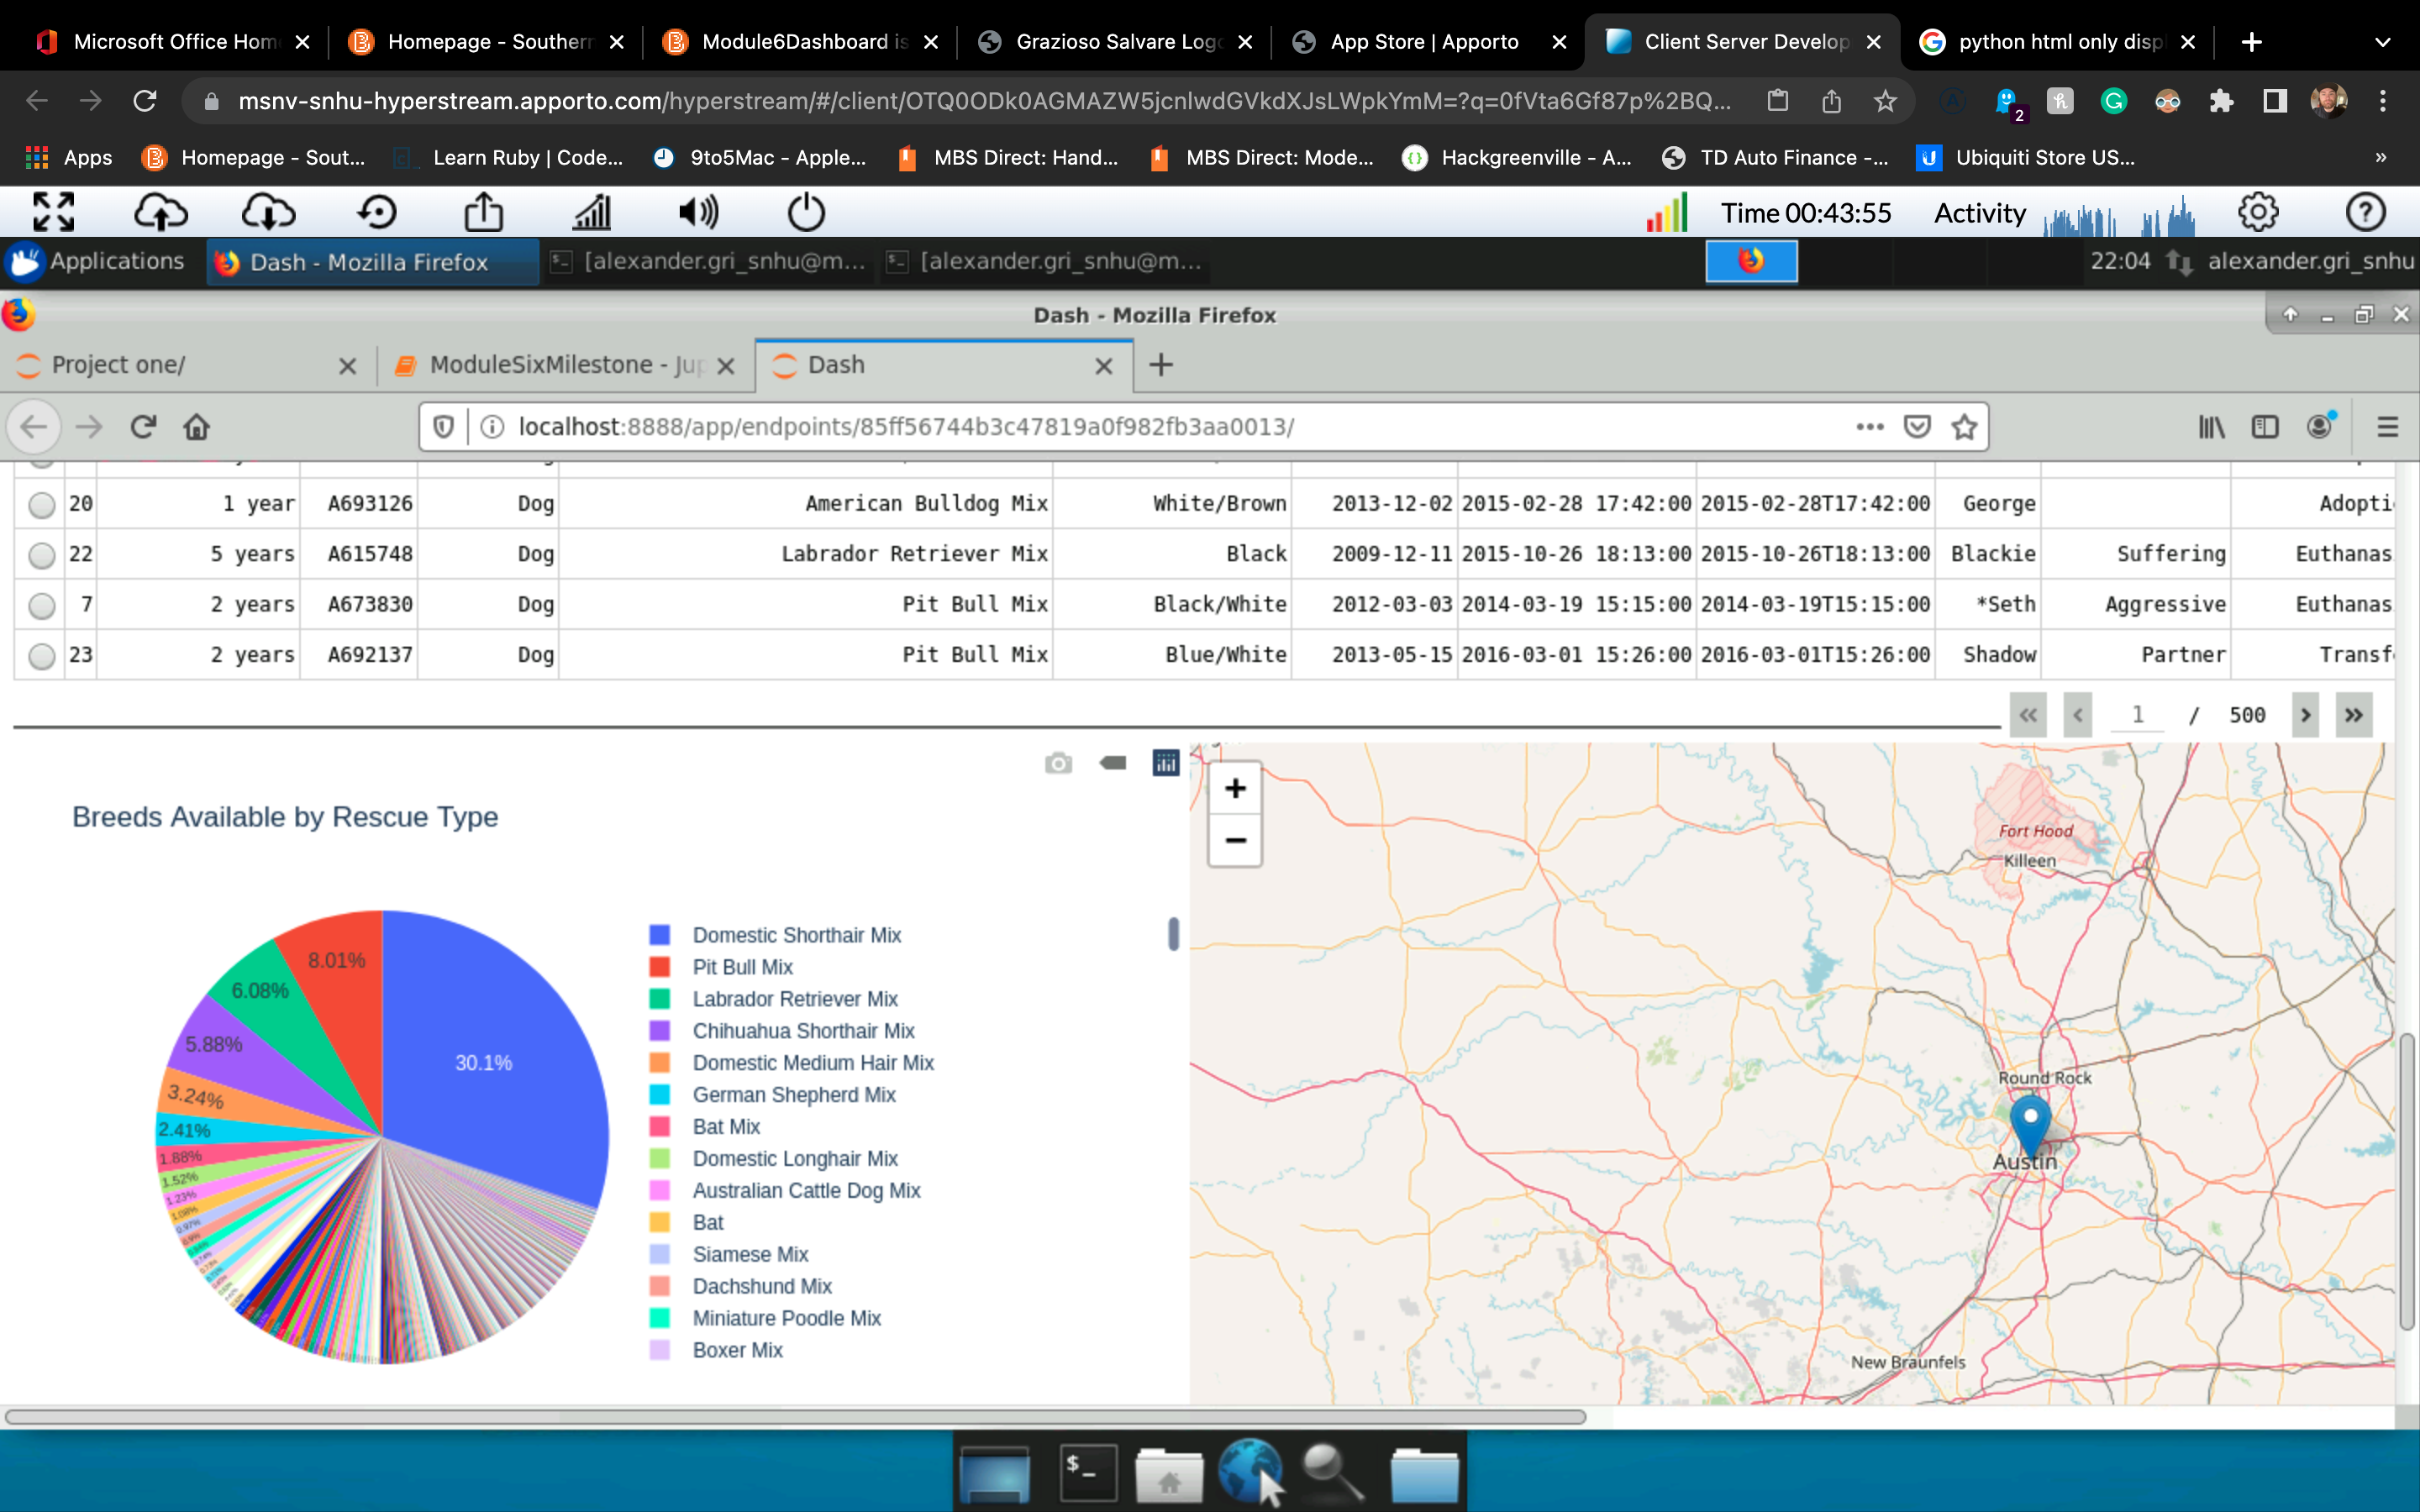 Microsoft Office Hom
Homepage - Southern
Module6Dashboard is
Grazioso Salvare Log
App Store | Apporto
Client Server Develop
python html only disp
msnv-snhu-hyperstream.apporto.com/hyperstream/#/client/OTQ0ODk0AGMAZW5jcnlwdGVkdXJsLWpkYmM=?q=0fVta6Gf87p%2BQ...
2
Apps
Homepage - Sout...
Learn Ruby | Code...
9to5Mac - Apple...
MBS Direct: Hand...
MBS Direct: Mode...
Hackgreenville - A...
TD Auto Finance -...
Ubiquiti Store US...
»
Time 00:43:55
Activity
Applications
Dash - Mozilla Firefox
[alexander.gri_snhu@m...
[alexander.gri_snhu@m...
22:04
alexander.gri_snhu
Dash - Mozilla Firefox
Project one/
ModuleSixMilestone - Jup
Dash
localhost:8888/app/endpoints/85ff56744b3c47819a0f982fb3aa0013/
20 1 year A693126 Dog American Bulldog Mix White/Brown 2013-12-02 2015-02-28 17:42:00 2015-02-28T17:42:00 George Adopti
22 5 years A615748 Dog Labrador Retriever Mix Black 2009-12-11 2015-10-26 18:13:00 2015-10-26T18:13:00 Blackie Suffering Euthanas
7 2 years A673830 Dog Pit Bull Mix Black/White 2012-03-03 2014-03-19 15:15:00 2014-03-19T15:15:00 *Seth Aggressive Euthanas
23 2 years A692137 Dog Pit Bull Mix Blue/White 2013-05-15 2016-03-01 15:26:00 2016-03-01T15:26:00 Shadow Partner Transf
« ‹ 1 / 500 › »
Breeds Available by Rescue Type
30.1%
8.01%
6.08%
5.88%
3.24%
2.41%
1.88%
1.52%
1.23%
1.08%
0.97%
Domestic Shorthair Mix
Pit Bull Mix
Labrador Retriever Mix
Chihuahua Shorthair Mix
Domestic Medium Hair Mix
German Shepherd Mix
Bat Mix
Domestic Longhair Mix
Australian Cattle Dog Mix
Bat
Siamese Mix
Dachshund Mix
Miniature Poodle Mix
Boxer Mix
+
−
Fort Hood
Killeen
Round Rock
Austin
New Braunfels
$_